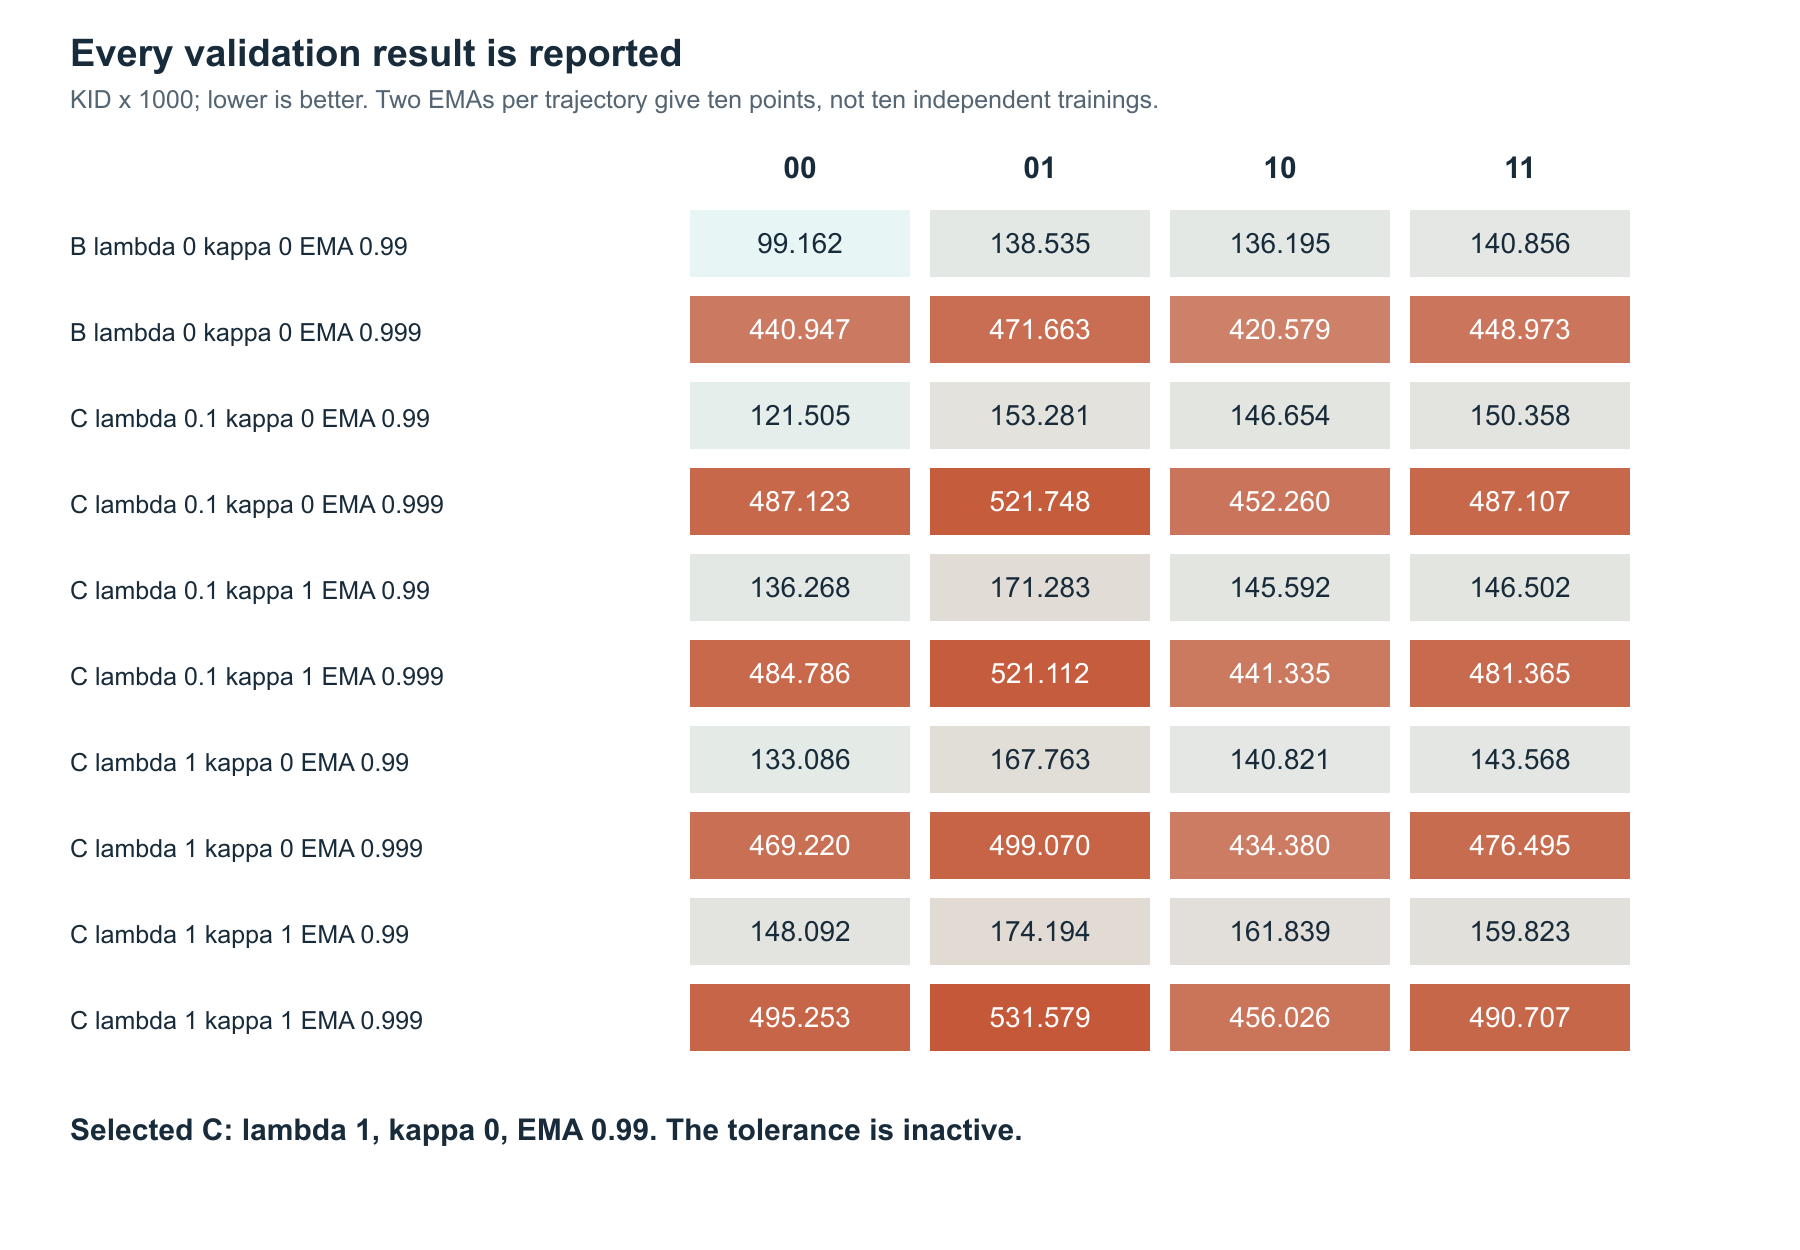 Every validation result is reported
KID x 1000; lower is better. Two EMAs per trajectory give ten points, not ten independent trainings.
00 01 10 11
B lambda 0 kappa 0 EMA 0.99 99.162 138.535 136.195 140.856
B lambda 0 kappa 0 EMA 0.999 440.947 471.663 420.579 448.973
C lambda 0.1 kappa 0 EMA 0.99 121.505 153.281 146.654 150.358
C lambda 0.1 kappa 0 EMA 0.999 487.123 521.748 452.260 487.107
C lambda 0.1 kappa 1 EMA 0.99 136.268 171.283 145.592 146.502
C lambda 0.1 kappa 1 EMA 0.999 484.786 521.112 441.335 481.365
C lambda 1 kappa 0 EMA 0.99 133.086 167.763 140.821 143.568
C lambda 1 kappa 0 EMA 0.999 469.220 499.070 434.380 476.495
C lambda 1 kappa 1 EMA 0.99 148.092 174.194 161.839 159.823
C lambda 1 kappa 1 EMA 0.999 495.253 531.579 456.026 490.707
Selected C: lambda 1, kappa 0, EMA 0.99. The tolerance is inactive.